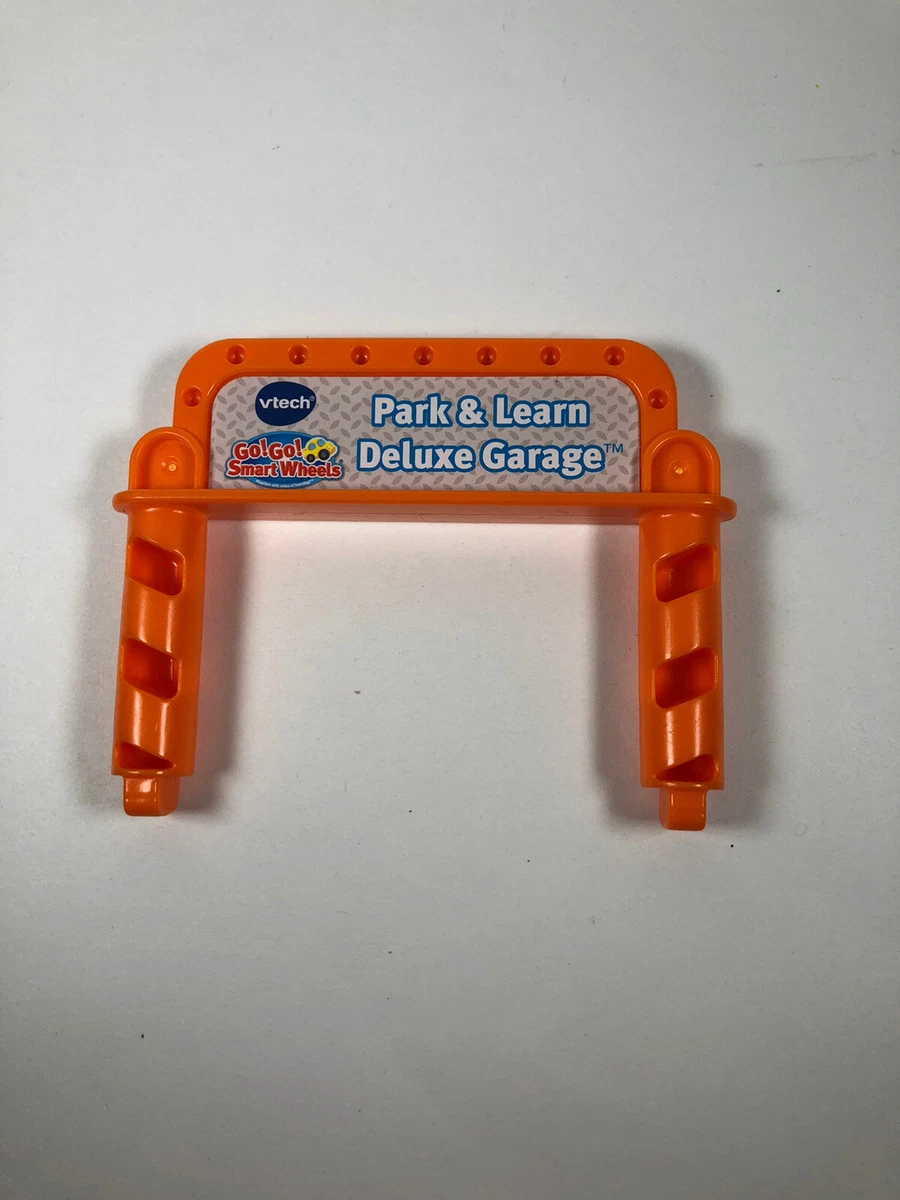 vtech®
Park & Learn
Deluxe Garage™
Go! Go!
Smart Wheels®